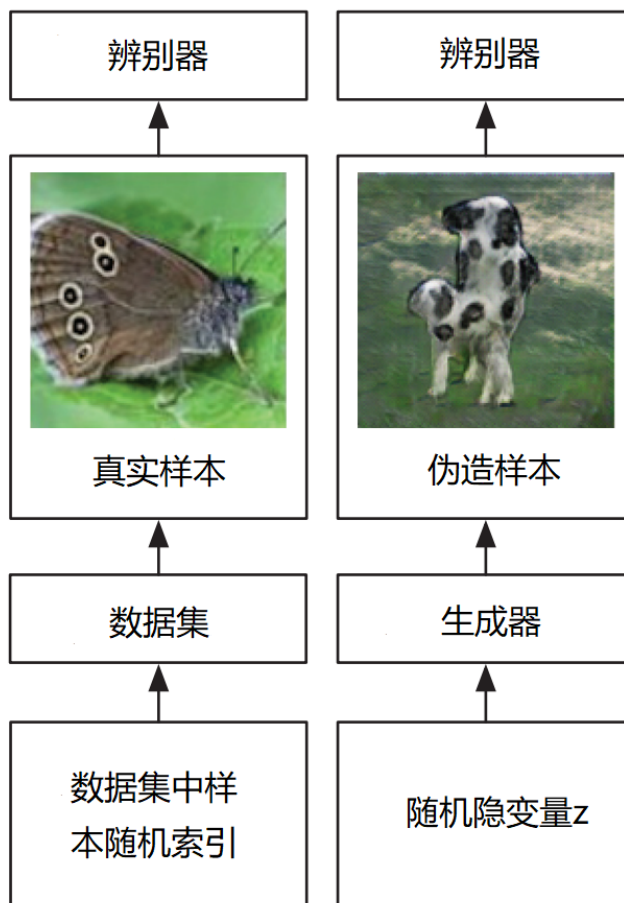 辨别器
辨别器
真实样本
伪造样本
数据集
生成器
数据集中样
本随机索引
随机隐变量z